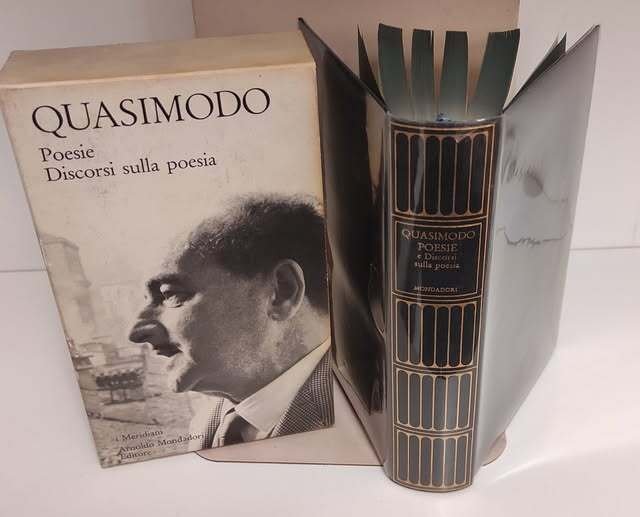 QUASIMODO
Poesie
Discorsi sulla poesia
i Meridiani
Arnoldo Mondadori
Editore
QUASIMODO
POESIE
e Discorsi
sulla poesia
MONDADORI